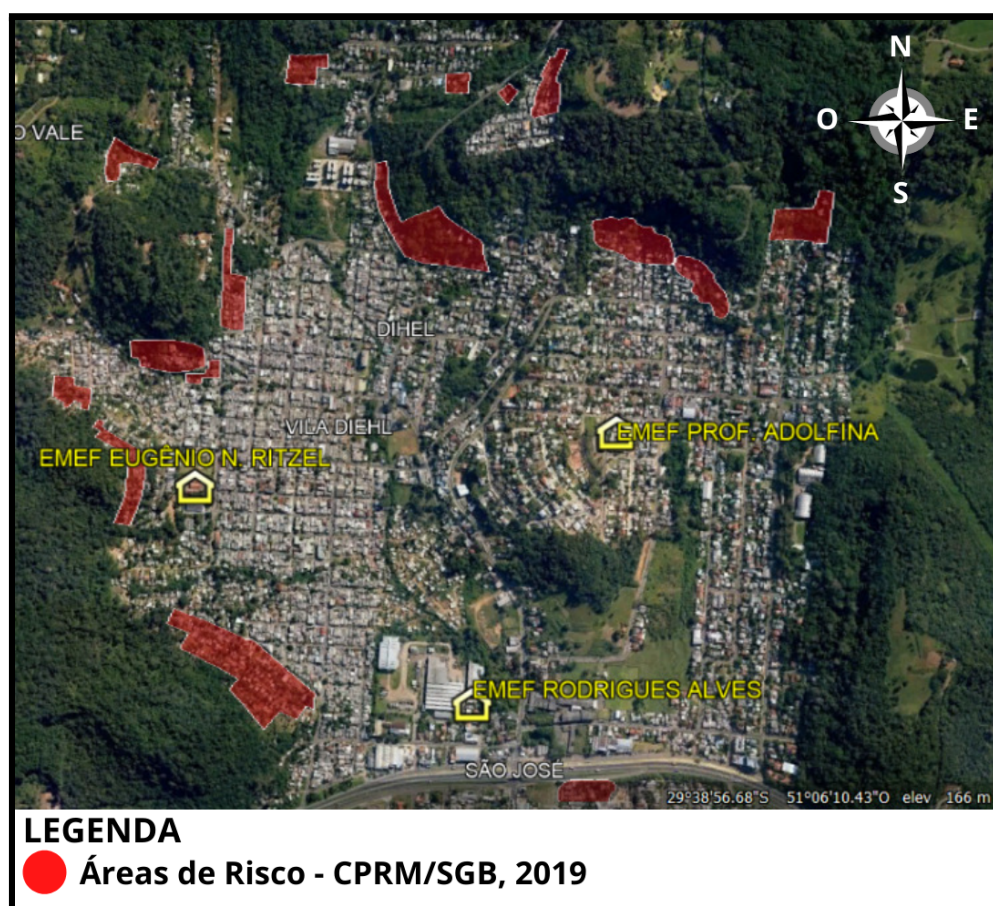 N
O E
S
O VALE
DIHEL
VILA DIEHL
EMEF PROF. ADOLFINA
EMEF EUGÊNIO N. RITZEL
EMEF RODRIGUES ALVES
SÃO JOSÉ
29°38'56.68"S 51°06'10.43"O elev 166 m
LEGENDA
Áreas de Risco - CPRM/SGB, 2019